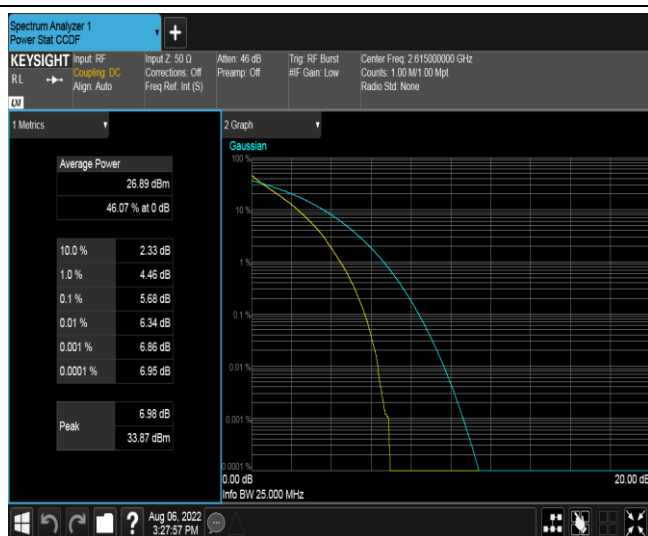 Spectrum Analyzer 1
Power Stat CCDF
+
KEYSIGHT
RL
LXI
Input: RF
Coupling: DC
Align: Auto
Input Z: 50 Ω
Corrections: Off
Freq Ref: Int (S)
Atten: 46 dB
Preamp: Off
Trig: RF Burst
#IF Gain: Low
Center Freq: 2.615000000 GHz
Counts: 1.00 M/1.00 Mpt
Radio Std: None
1 Metrics
Average Power
26.89 dBm
46.07 % at 0 dB
10.0 % 2.33 dB
1.0 % 4.46 dB
0.1 % 5.68 dB
0.01 % 6.34 dB
0.001 % 6.86 dB
0.0001 % 6.95 dB
Peak
6.98 dB
33.87 dBm
2 Graph
Gaussian
100 %
10 %
1 %
0.1 %
0.01 %
0.001 %
0.0001 %
0.00 dB
20.00 dB
Info BW 25.000 MHz
?
Aug 06, 2022
3:27:57 PM